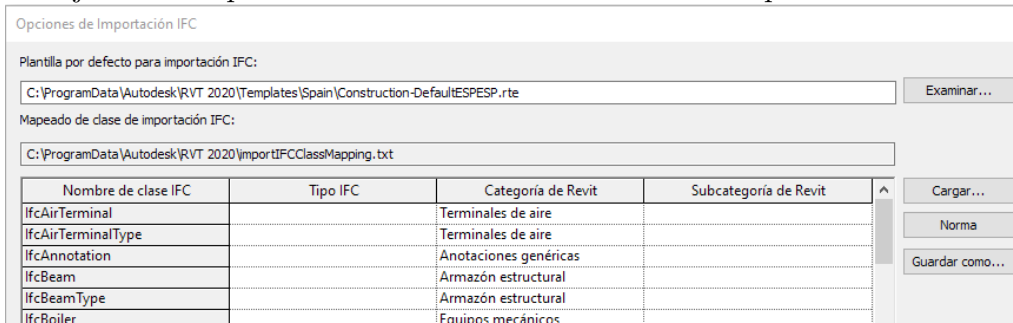 Opciones de Importación IFC
Plantilla por defecto para importación IFC:
C:\ProgramData\Autodesk\RVT 2020\Templates\Spain\Construction-DefaultESPESP.rte Examinar...
Mapeado de clase de importación IFC:
C:\ProgramData\Autodesk\RVT 2020\importIFCClassMapping.txt
Nombre de clase IFC Tipo IFC Categoría de Revit Subcategoría de Revit Cargar...
IfcAirTerminal Terminales de aire
IfcAirTerminalType Terminales de aire Norma
IfcAnnotation Anotaciones genéricas Guardar como...
IfcBeam Armazón estructural
IfcBeamType Armazón estructural
IfcBoiler Equipos mecánicos